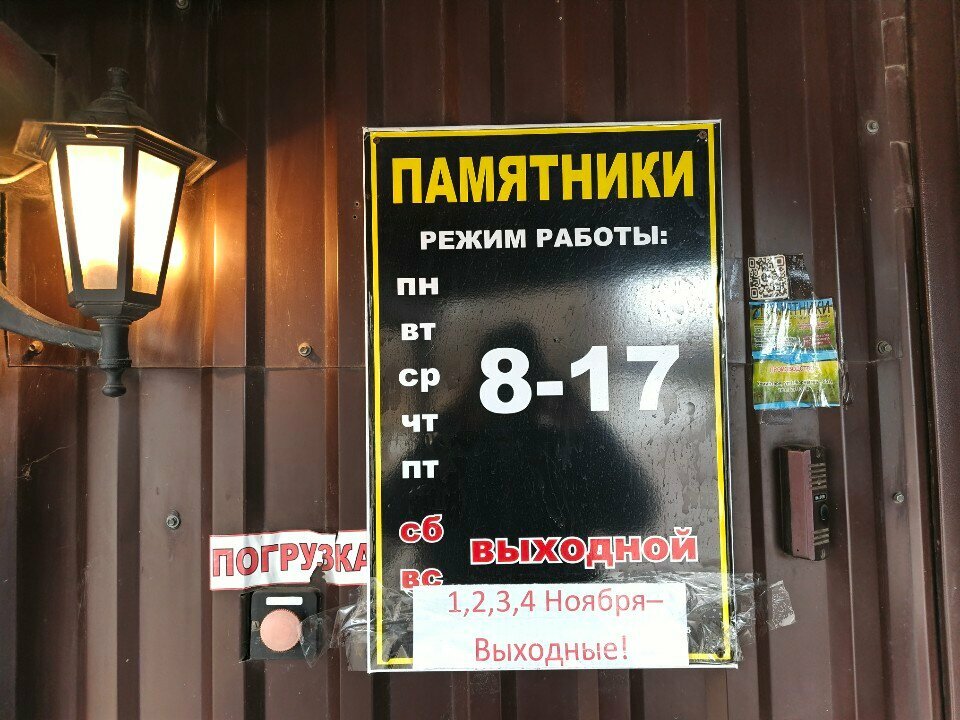 ПАМЯТНИКИ
РЕЖИМ РАБОТЫ:
пн
вт
ср
чт
пт
8-17
сб
вс
выходной
1,2,3,4 Ноября–
Выходные!
ПОГРУЗКА